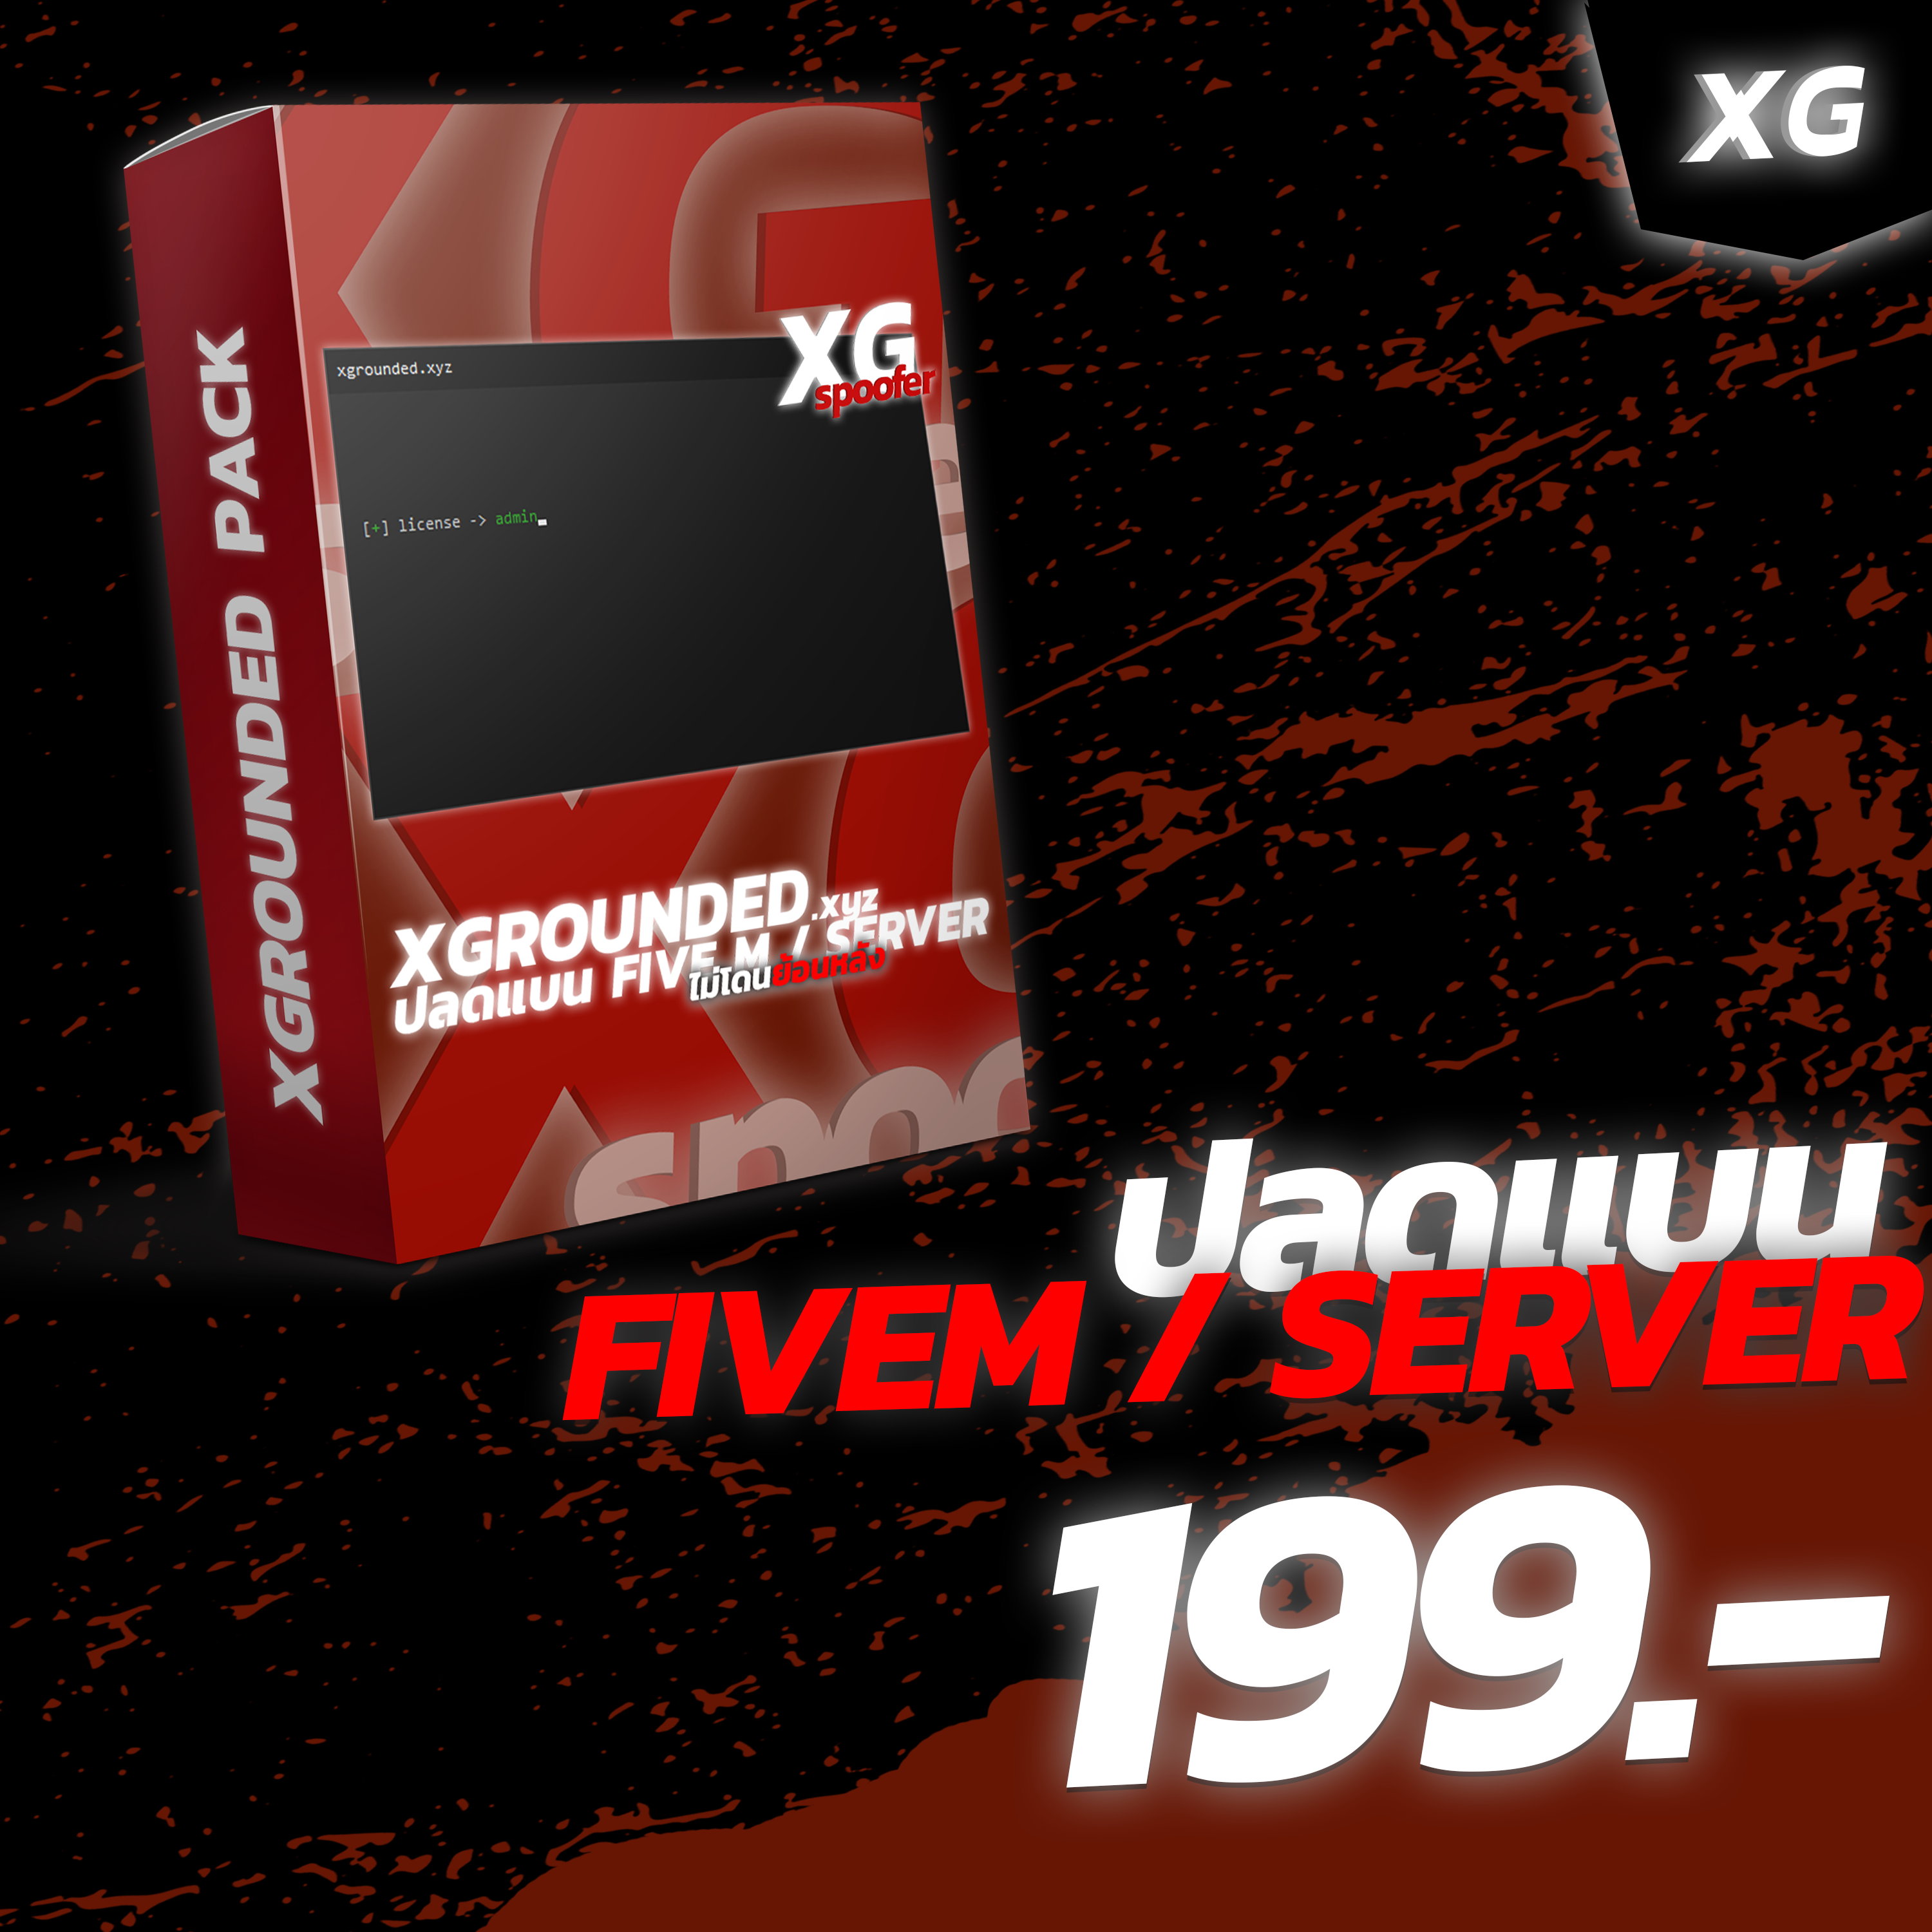 XG
XGROUNDED PACK
xgrounded.xyz
XG
spoofer
[+] license -> admin
XGROUNDED.xyz
ปลดแบน FIVE M / SERVER
ไม่โดนย้อนหลัง
ปลดแบน
FIVEM / SERVER
199.-